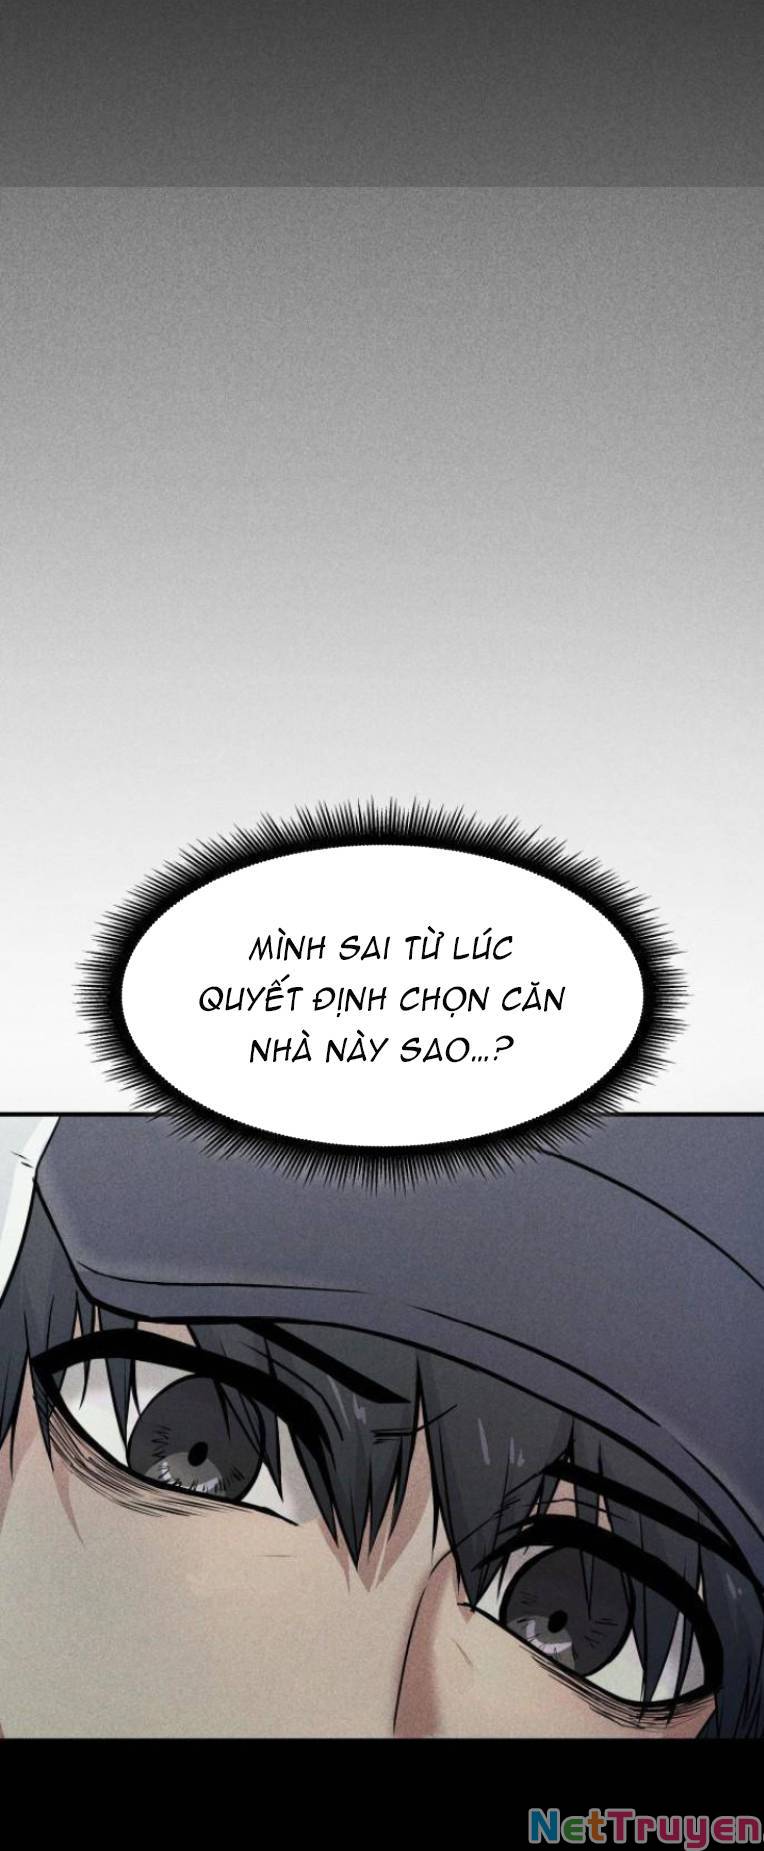 MÌNH SAI TỪ LÚC
QUYẾT ĐỊNH CHỌN CĂN
NHÀ NÀY SAO...?
NetTruyen